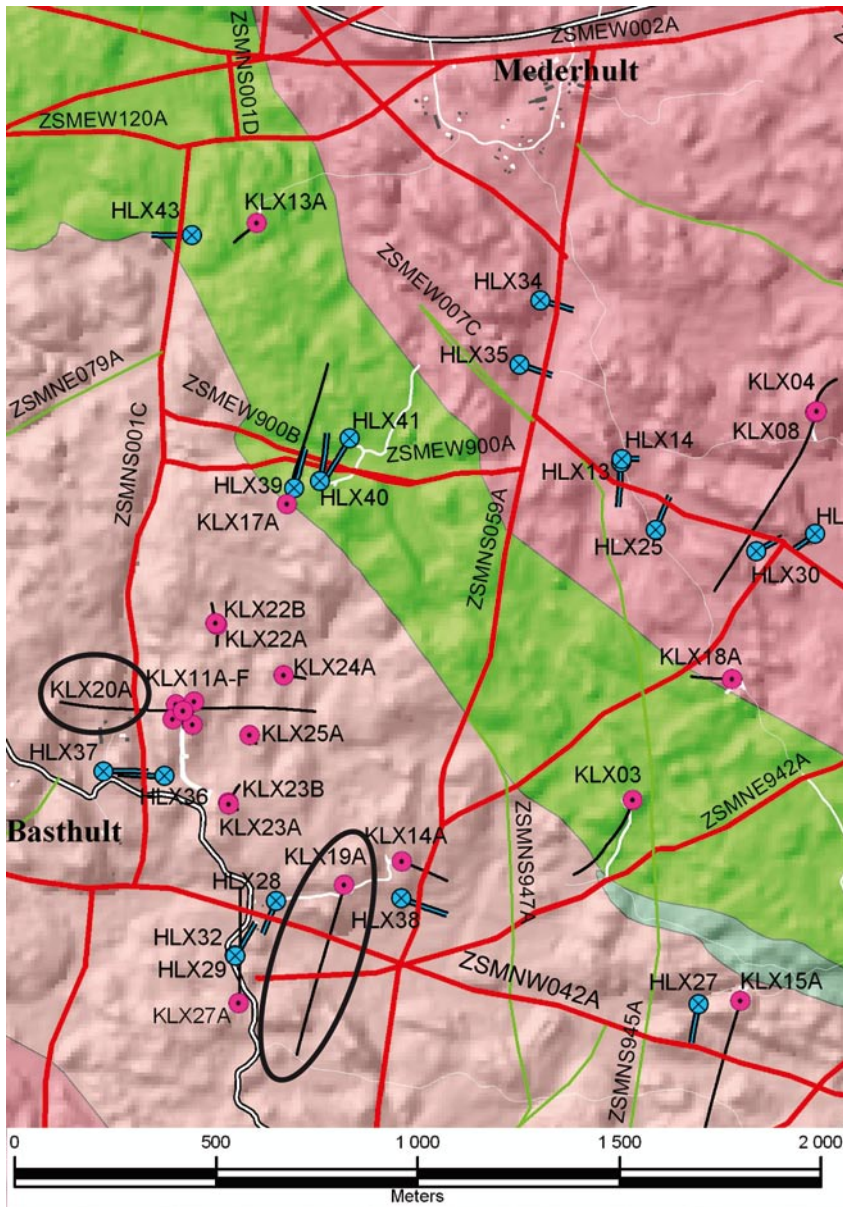 ZSMEW002A
Mederhult
ZSMNS001D
ZSMEW120A
HLX43
KLX13A
HLX34
ZSMEW007C
HLX35
ZSMNE079A
KLX04
ZSMEW900B
HLX41
KLX08
HLX14
ZSMNS001C
ZSMEW900A
HLX13
HLX39
HLX40
KLX17A
HL
HLX25
ZSMNS059A
HLX30
KLX22B
KLX22A
KLX24A
KLX18A
KLX20A
KLX11A-F
KLX25A
HLX37
HLX36
KLX23B
KLX03
ZSMNE942A
Basthult
KLX23A
KLX14A
KLX19A
HLX28
ZSMNS947A
HLX38
HLX32
HLX29
ZSMNW042A
HLX27
KLX15A
KLX27A
ZSMNS945A
0 500 1 000 1 500 2 000
Meters